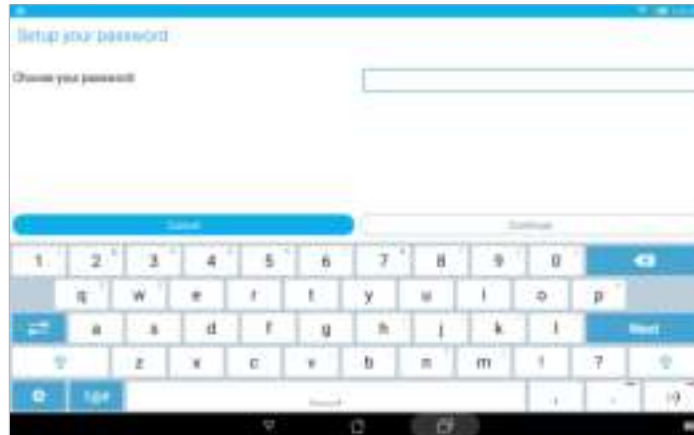 Setup your password
Choose your password
Cancel
Continue
1 2 3 4 5 6 7 8 9 0
q w e r t y u i o p
a s d f g h j k l Next
z x c v b n m ! ?
1@# , . :-)